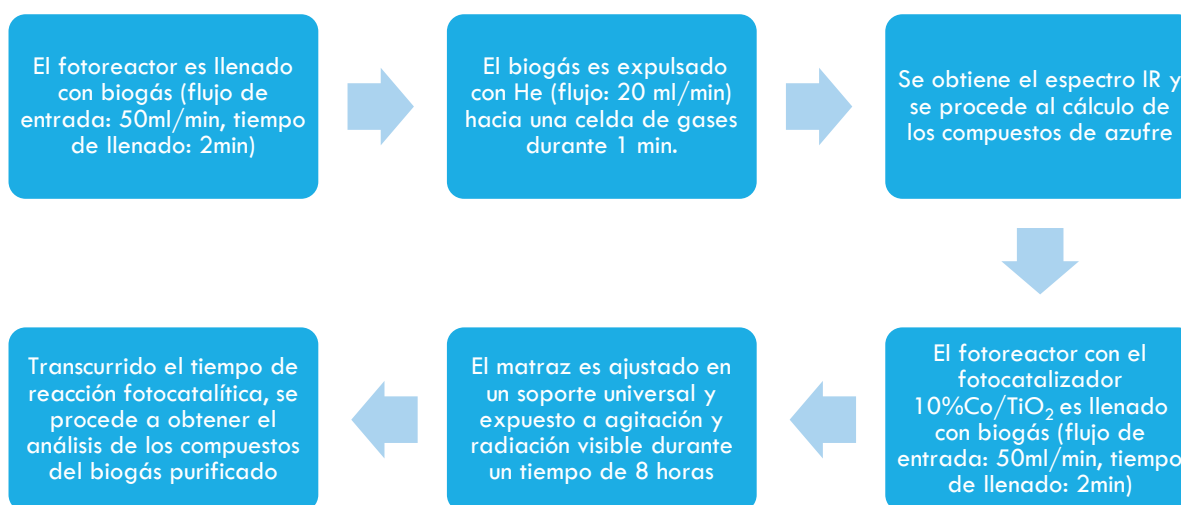 El fotoreactor es llenado
con biogás (flujo de
entrada: 50ml/min, tiempo
de llenado: 2min)
El biogás es expulsado
con He (flujo: 20 ml/min)
hacia una celda de gases
durante 1 min.
Se obtiene el espectro IR y
se procede al cálculo de
los compuestos de azufre
El fotoreactor con el
fotocatalizador
10%Co/TiO₂ es llenado
con biogás (flujo de
entrada: 50ml/min, tiempo
de llenado: 2min)
El matraz es ajustado en
un soporte universal y
expuesto a agitación y
radiación visible durante
un tiempo de 8 horas
Transcurrido el tiempo de
reacción fotocatalítica, se
procede a obtener el
análisis de los compuestos
del biogás purificado